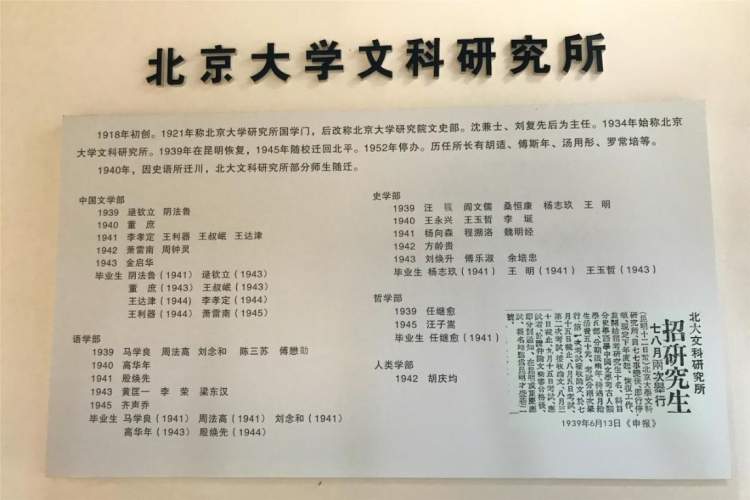 北京大学文科研究所
1918年初创。1921年称北京大学研究所国学门，后改称北京大学研究院文史部。沈兼士、刘复先后为主任。1934年始称北京
大学文科研究所。1939年在昆明恢复，1945年随校迁回北平。1952年停办。历任所长有胡适、傅斯年、汤用彤、罗常培等。
1940年，因史语所迁川，北大文科研究所部分师生随迁。
中国文学部
1939 逯钦立 阴法鲁
1940 董庶
1941 李孝定 王利器 王叔岷 王达津
1942 萧雷南 周钟灵
1943 金启华
毕业生 阴法鲁（1941） 逯钦立（1943）
董庶（1943） 王叔岷（1943）
王达津（1944） 李孝定（1944）
王利器（1944） 萧雷南（1945）
语学部
1939 马学良 周法高 刘念和 陈三苏 傅懋勣
1940 高华年
1941 殷焕先
1943 黄匡一 李荣 梁东汉
1945 齐声乔
毕业生 马学良（1941） 周法高（1941） 刘念和（1941）
高华年（1943） 殷焕先（1944）
史学部
1939 汪篯 阎文儒 桑恒康 杨志玖 王明
1940 王永兴 王玉哲 李埏
1941 杨向森 程溯洛 魏明经
1942 方龄贵
1943 刘焕升 傅乐淑 余培忠
毕业生 杨志玖（1941） 王明（1941） 王玉哲（1943）
哲学部
1939 任继愈
1945 汪子嵩
毕业生 任继愈（1941）
人类学部
1942 胡庆均
北大文科研究所
招研究生
七八月两次举行
1939年6月13日《申报》